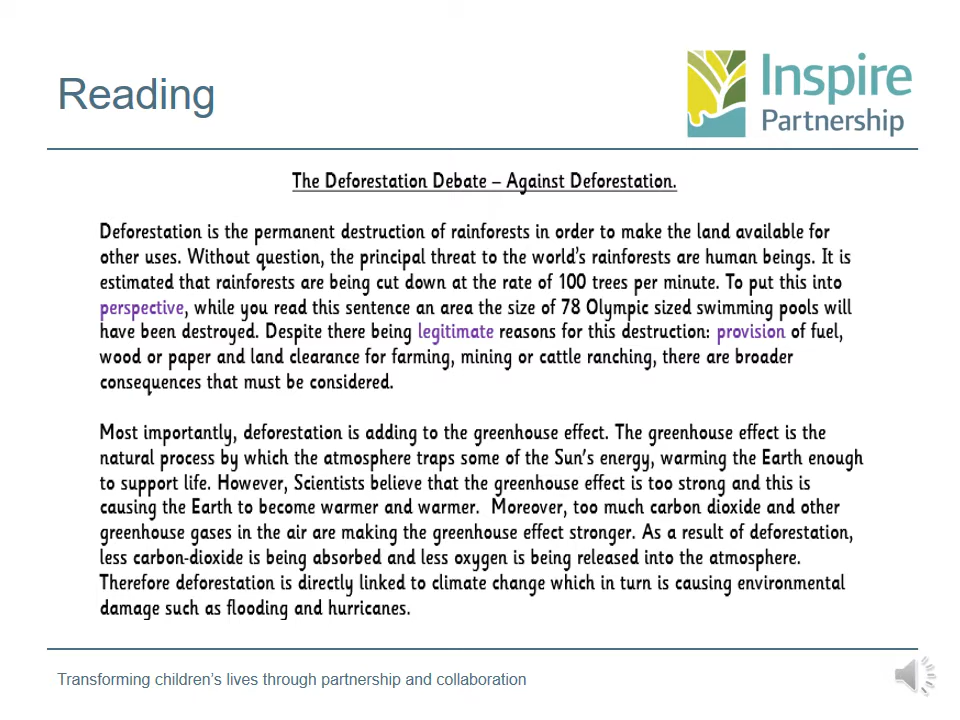 Reading
Inspire
Partnership
The Deforestation Debate – Against Deforestation.
Deforestation is the permanent destruction of rainforests in order to make the land available for
other uses. Without question, the principal threat to the world's rainforests are human beings. It is
estimated that rainforests are being cut down at the rate of 100 trees per minute. To put this into
perspective, while you read this sentence an area the size of 78 Olympic sized swimming pools will
have been destroyed. Despite there being legitimate reasons for this destruction: provision of fuel,
wood or paper and land clearance for farming, mining or cattle ranching, there are broader
consequences that must be considered.
Most importantly, deforestation is adding to the greenhouse effect. The greenhouse effect is the
natural process by which the atmosphere traps some of the Sun's energy, warming the Earth enough
to support life. However, Scientists believe that the greenhouse effect is too strong and this is
causing the Earth to become warmer and warmer.  Moreover, too much carbon dioxide and other
greenhouse gases in the air are making the greenhouse effect stronger. As a result of deforestation,
less carbon-dioxide is being absorbed and less oxygen is being released into the atmosphere.
Therefore deforestation is directly linked to climate change which in turn is causing environmental
damage such as flooding and hurricanes.
Transforming children's lives through partnership and collaboration